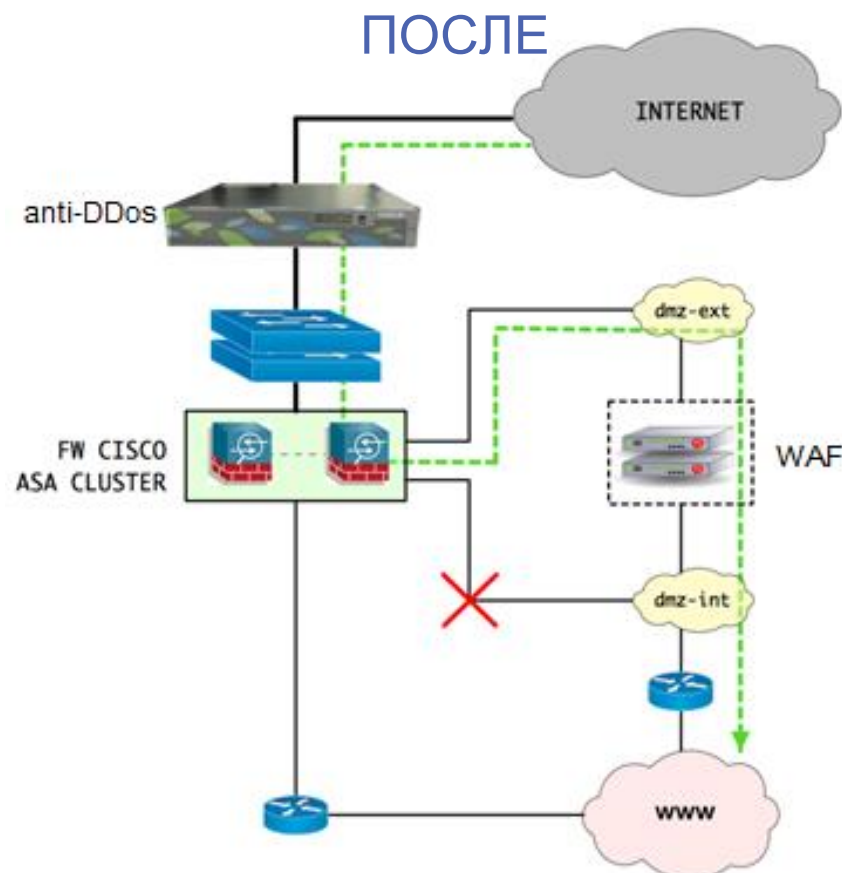 ПОСЛЕ
INTERNET
anti-DDos
dmz-ext
FW CISCO
ASA CLUSTER
WAF
dmz-int
www